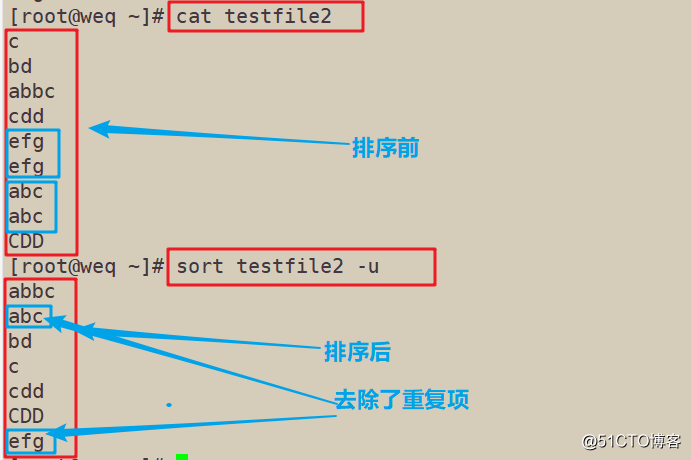 [root@weq ~]# cat testfile2
c
bd
abbc
cdd
efg
排序前
efg
abc
abc
CDD
[root@weq ~]# sort testfile2 -u
abbc
abc
bd
排序后
c
cdd
去除了重复项
CDD
efg
@51CTO博客
[root@weq ~]#